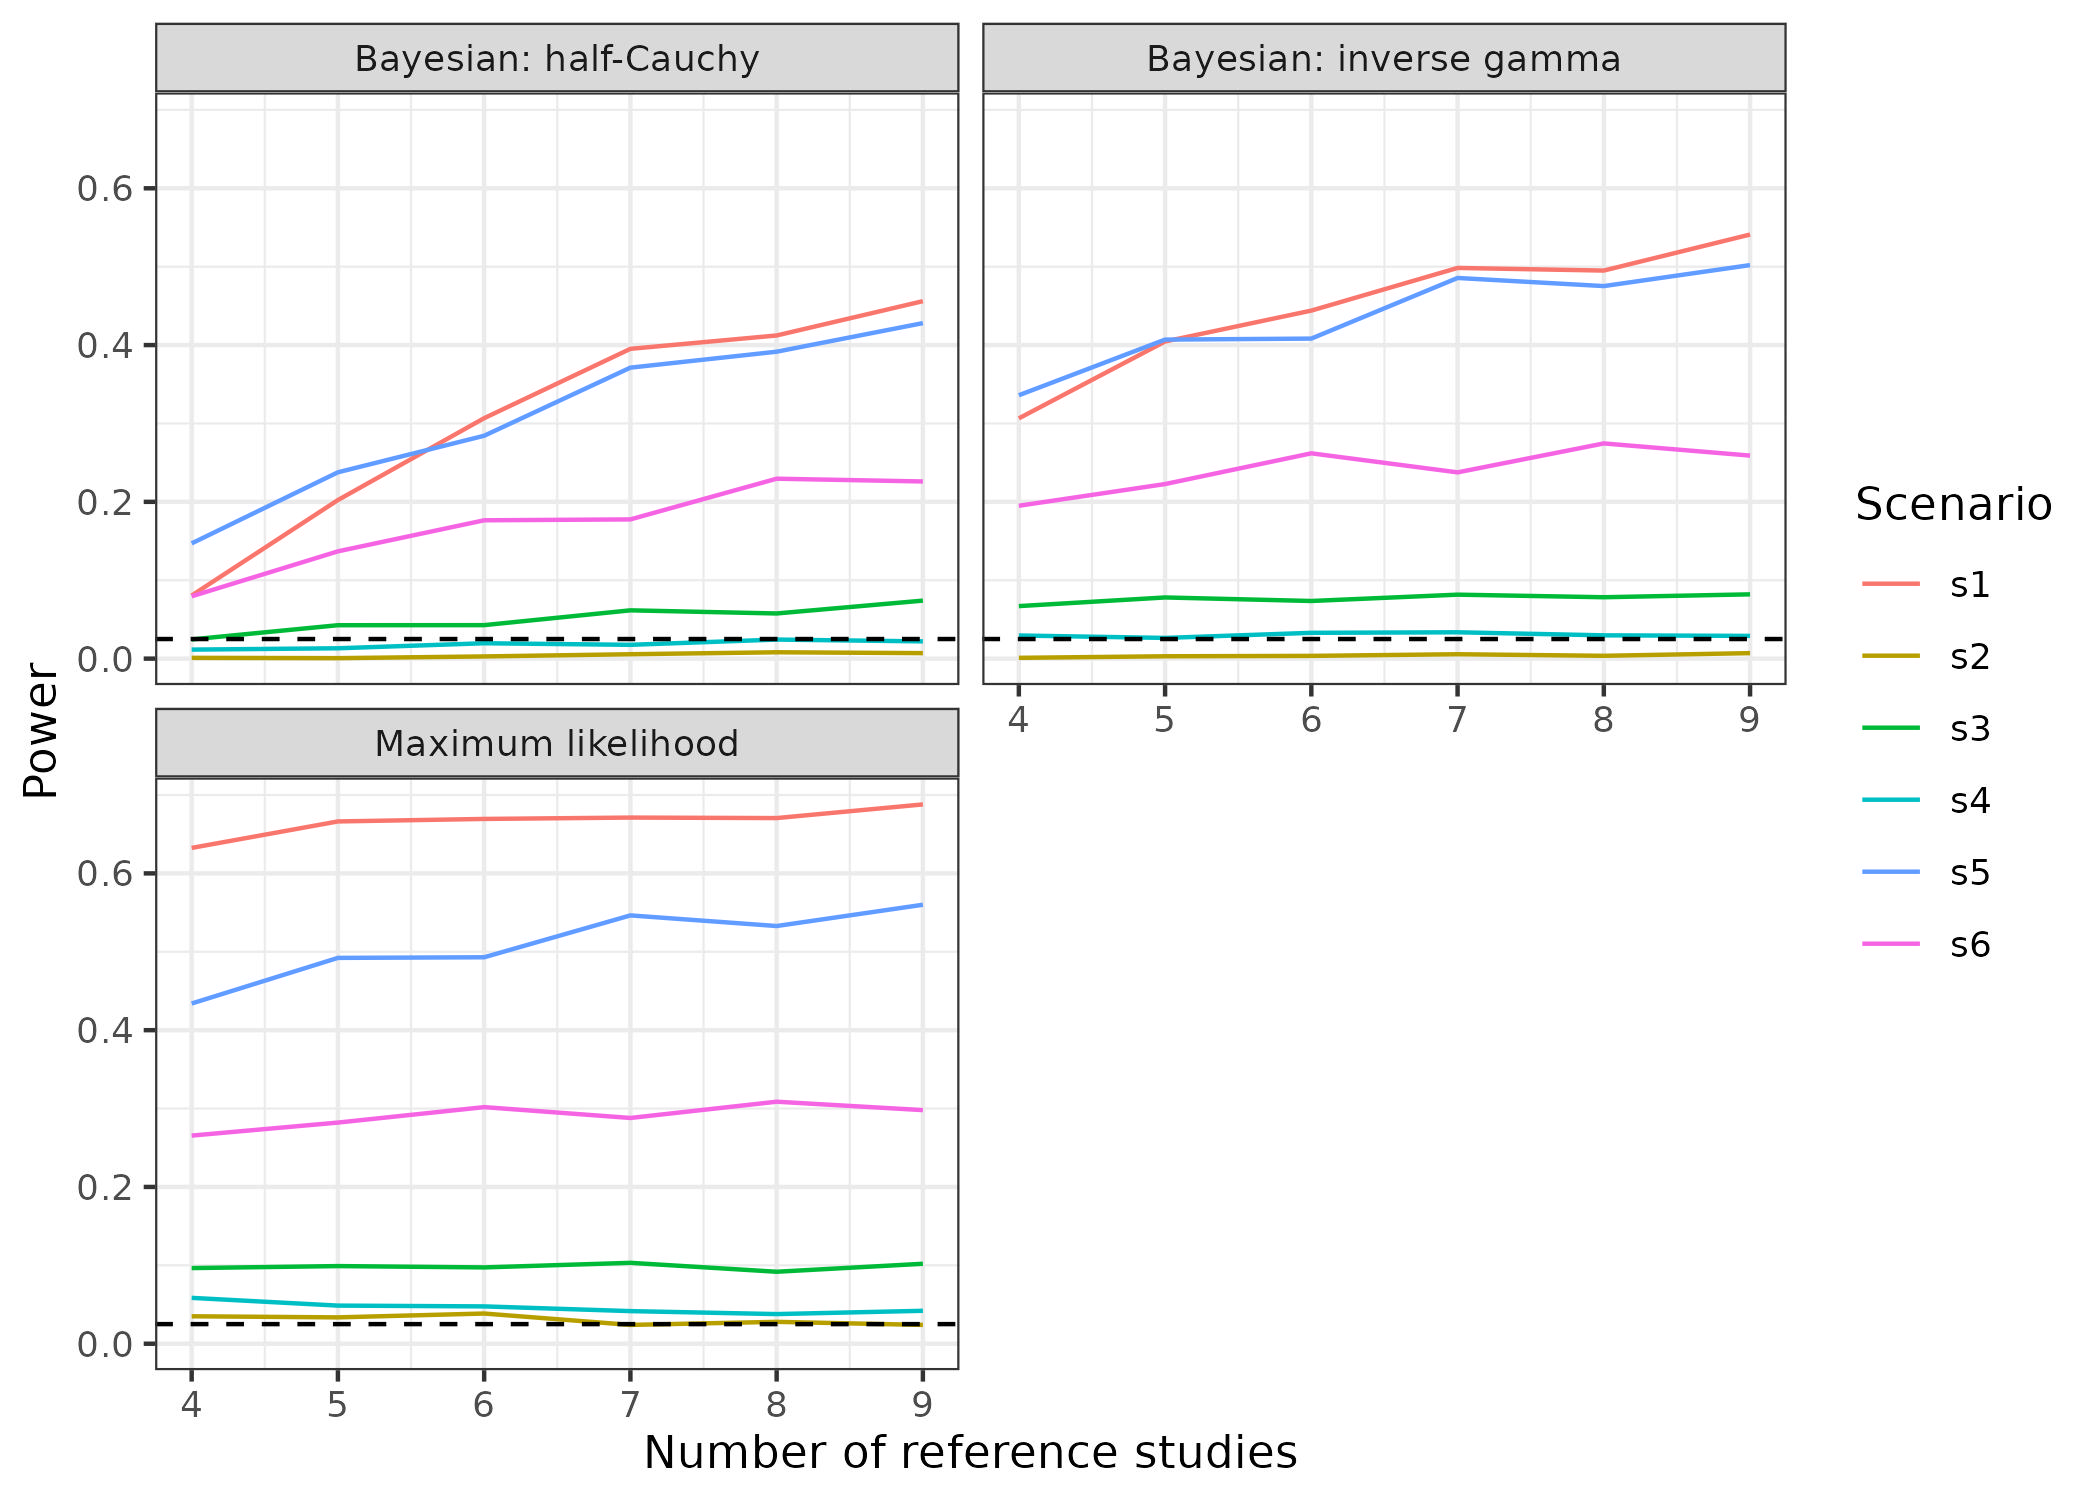 Bayesian: half-Cauchy
Bayesian: inverse gamma
0.6
0.4
0.2
0.0
4 5 6 7 8 9
Maximum likelihood
0.6
0.4
0.2
0.0
4 5 6 7 8 9
Number of reference studies
Power
Scenario
s1
s2
s3
s4
s5
s6